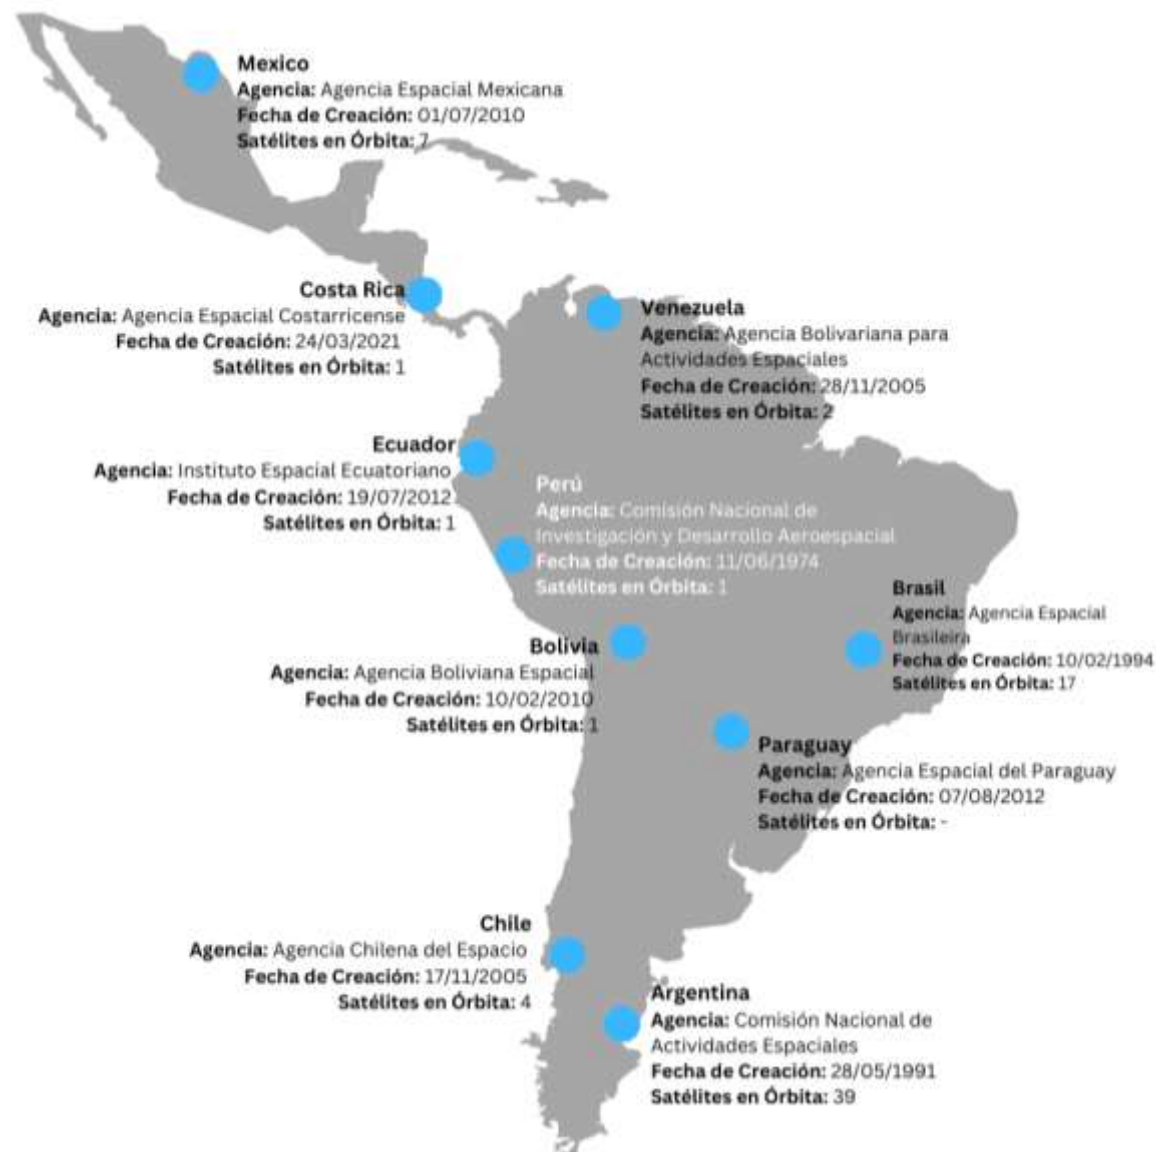 Mexico
Agencia: Agencia Espacial Mexicana
Fecha de Creación: 01/07/2010
Satélites en Órbita: 7
Costa Rica
Agencia: Agencia Espacial Costarricense
Fecha de Creación: 24/03/2021
Satélites en Órbita: 1
Venezuela
Agencia: Agencia Bolivariana para
Actividades Espaciales
Fecha de Creación: 28/11/2005
Satélites en Órbita: 2
Ecuador
Agencia: Instituto Espacial Ecuatoriano
Fecha de Creación: 19/07/2012
Satélites en Órbita: 1
Perú
Agencia: Comisión Nacional de
Investigación y Desarrollo Aeroespacial
Fecha de Creación: 11/06/1974
Satélites en Órbita: 1
Brasil
Agencia: Agencia Espacial
Brasileira
Fecha de Creación: 10/02/1994
Satélites en Órbita: 17
Bolivia
Agencia: Agencia Boliviana Espacial
Fecha de Creación: 10/02/2010
Satélites en Órbita: 1
Paraguay
Agencia: Agencia Espacial del Paraguay
Fecha de Creación: 07/08/2012
Satélites en Órbita: -
Chile
Agencia: Agencia Chilena del Espacio
Fecha de Creación: 17/11/2005
Satélites en Órbita: 4
Argentina
Agencia: Comisión Nacional de
Actividades Espaciales
Fecha de Creación: 28/05/1991
Satélites en Órbita: 39